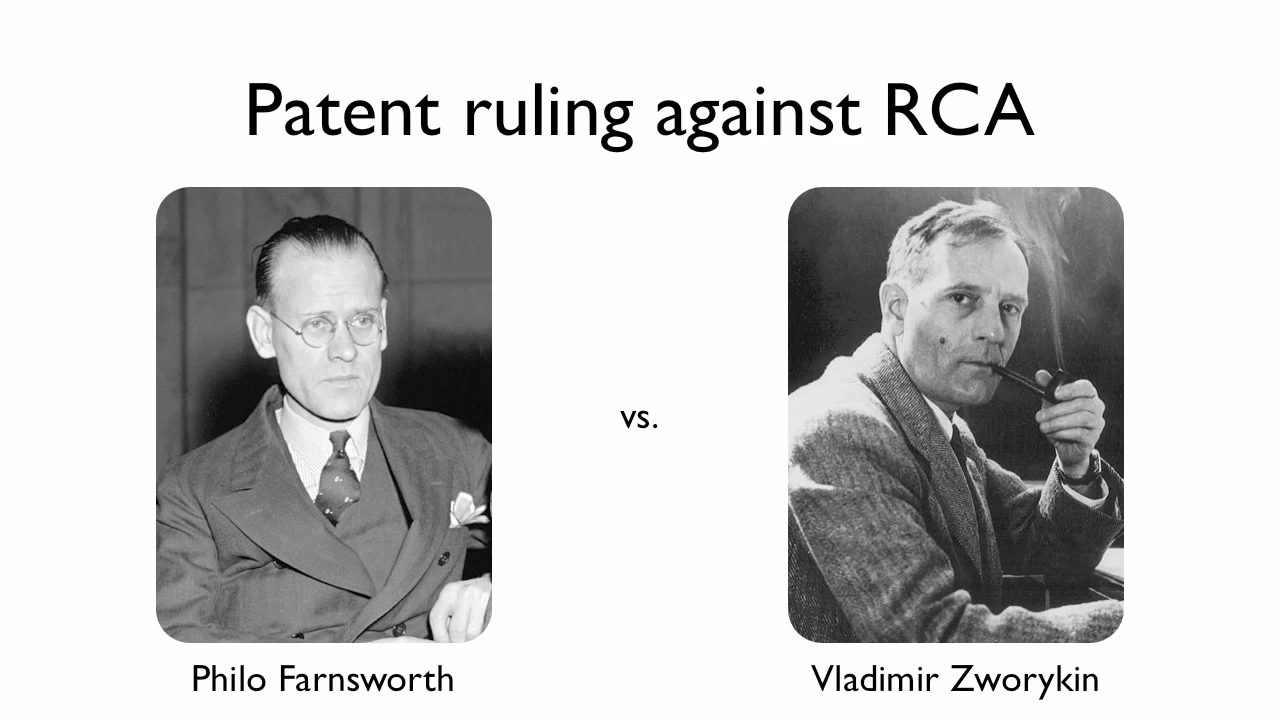 Patent ruling against RCA
vs.
Philo Farnsworth
Vladimir Zworykin